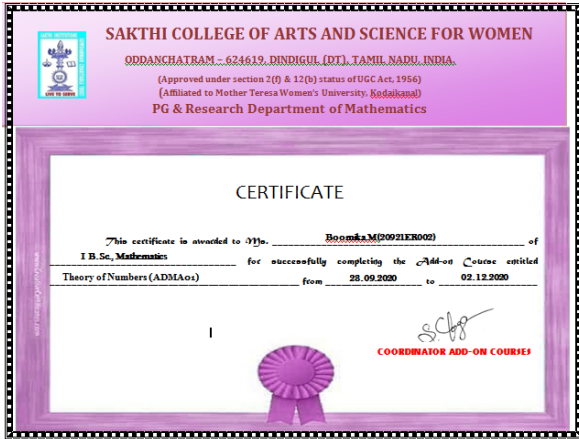 SAKTHI COLLEGE OF ARTS AND SCIENCE FOR WOMEN
ODDANCHATRAM – 624619, DINDIGUL (DT), TAMIL NADU, INDIA.
(Approved under section 2(f) & 12(b) status of UGC Act, 1956)
(Affiliated to Mother Teresa Women's University, Kodaikanal)
PG & Research Department of Mathematics
LIVE TO SERVE
CERTIFICATE
This certificate is awarded to Ms. Boomika.M(20921ER002) of
I B.Sc., Mathematics for successfully completing the Add-on Course entitled
Theory of Numbers (ADMA01) from 28.09.2020 to 02.12.2020
COORDINATOR ADD-ON COURSES